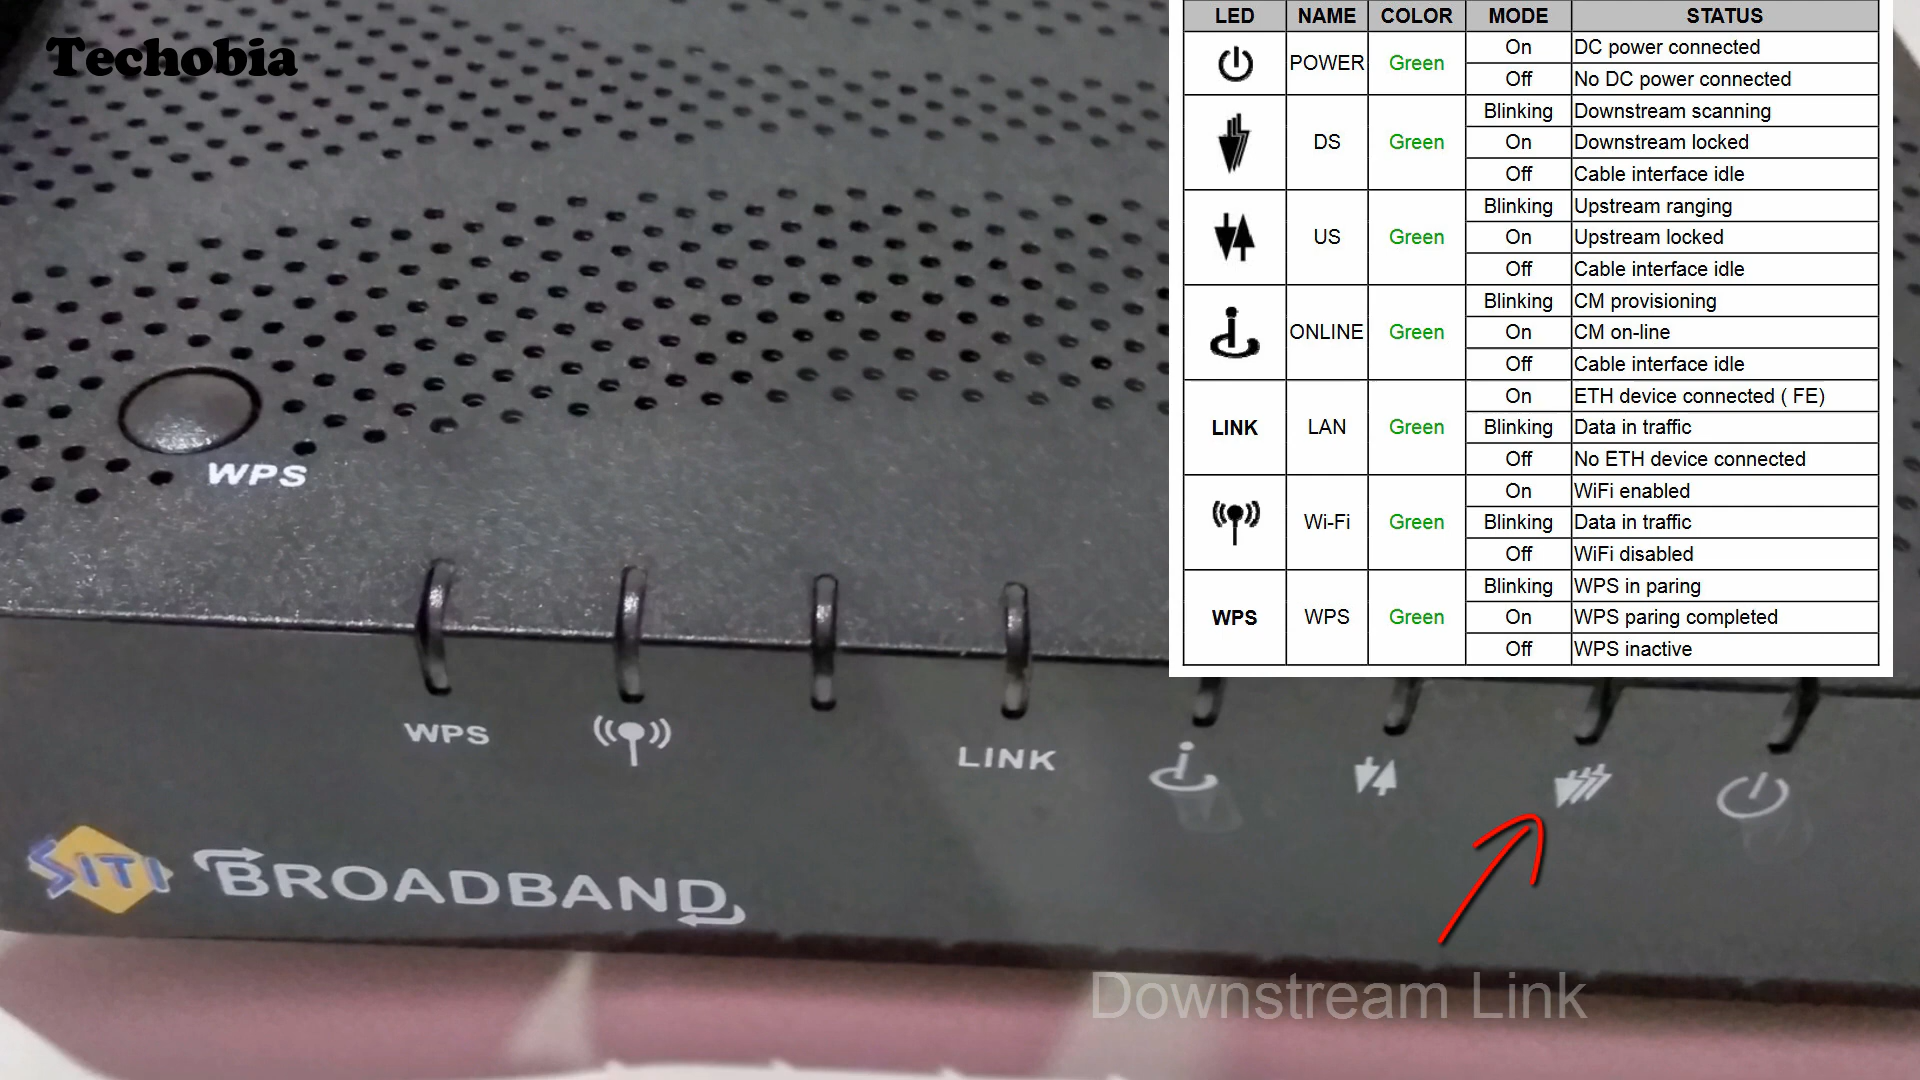 Techobia
LED NAME COLOR MODE STATUS
POWER Green On DC power connected
Off No DC power connected
DS Green Blinking Downstream scanning
On Downstream locked
Off Cable interface idle
US Green Blinking Upstream ranging
On Upstream locked
Off Cable interface idle
ONLINE Green Blinking CM provisioning
On CM on-line
Off Cable interface idle
LINK LAN Green On ETH device connected ( FE)
Blinking Data in traffic
Off No ETH device connected
Wi-Fi Green On WiFi enabled
Blinking Data in traffic
Off WiFi disabled
WPS WPS Green Blinking WPS in paring
On WPS paring completed
Off WPS inactive
WPS
WPS LINK
SITI BROADBAND
Downstream Link